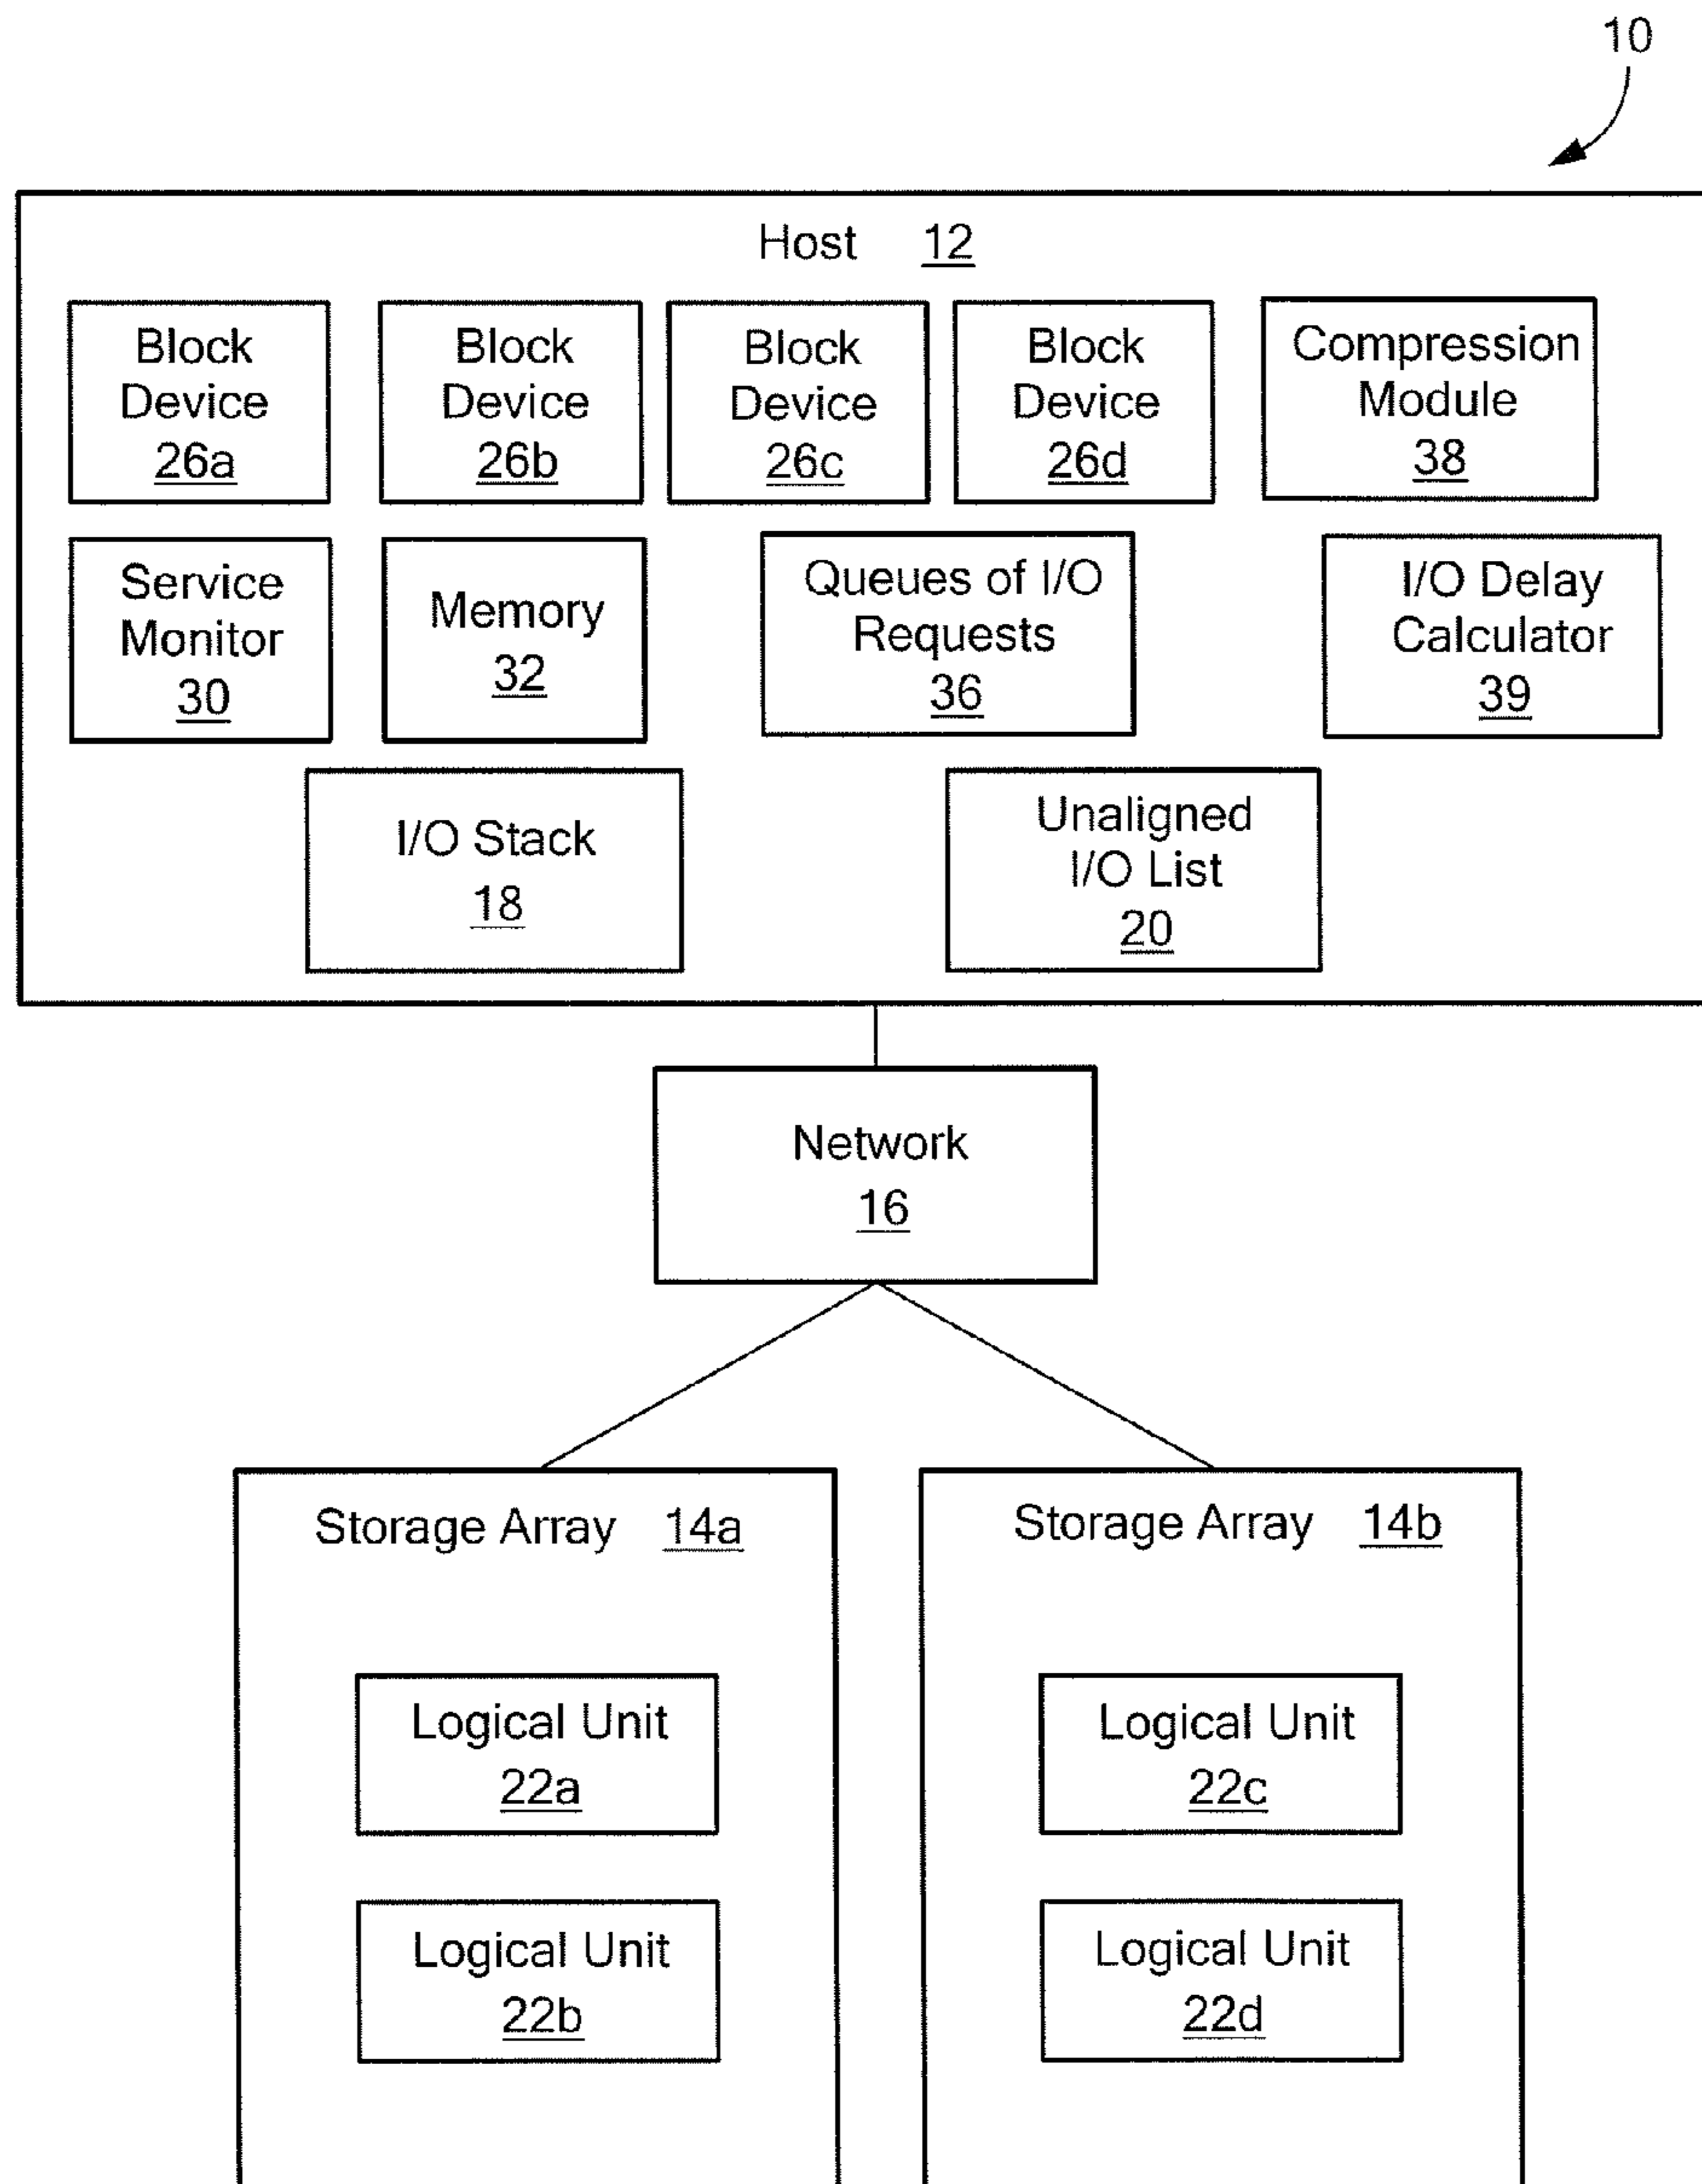 10
Host 12
Block
Device
26a
Block
Device
26b
Block
Device
26c
Block
Device
26d
Compression
Module
38
Service
Monitor
30
Memory
32
Queues of I/O
Requests
36
I/O Delay
Calculator
39
I/O Stack
18
Unaligned
I/O List
20
Network
16
Storage Array 14a
Logical Unit
22a
Logical Unit
22b
Storage Array 14b
Logical Unit
22c
Logical Unit
22d